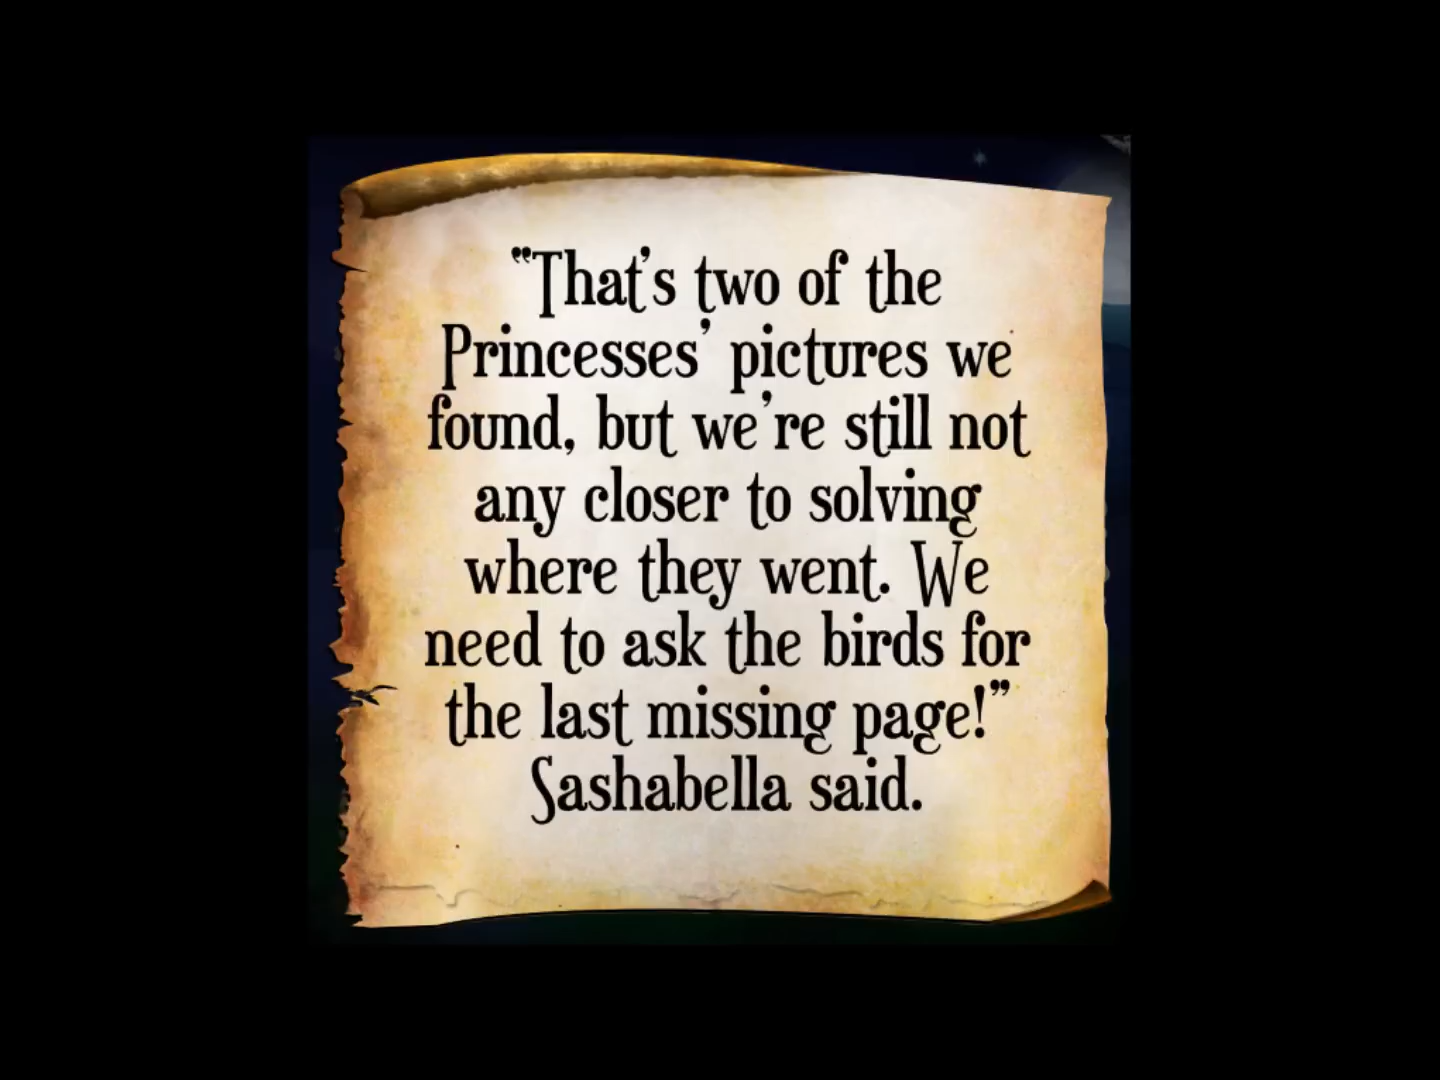 “That’s two of the
Princesses’ pictures we
found, but we’re still not
any closer to solving
where they went. We
need to ask the birds for
the last missing page!”
Sashabella said.